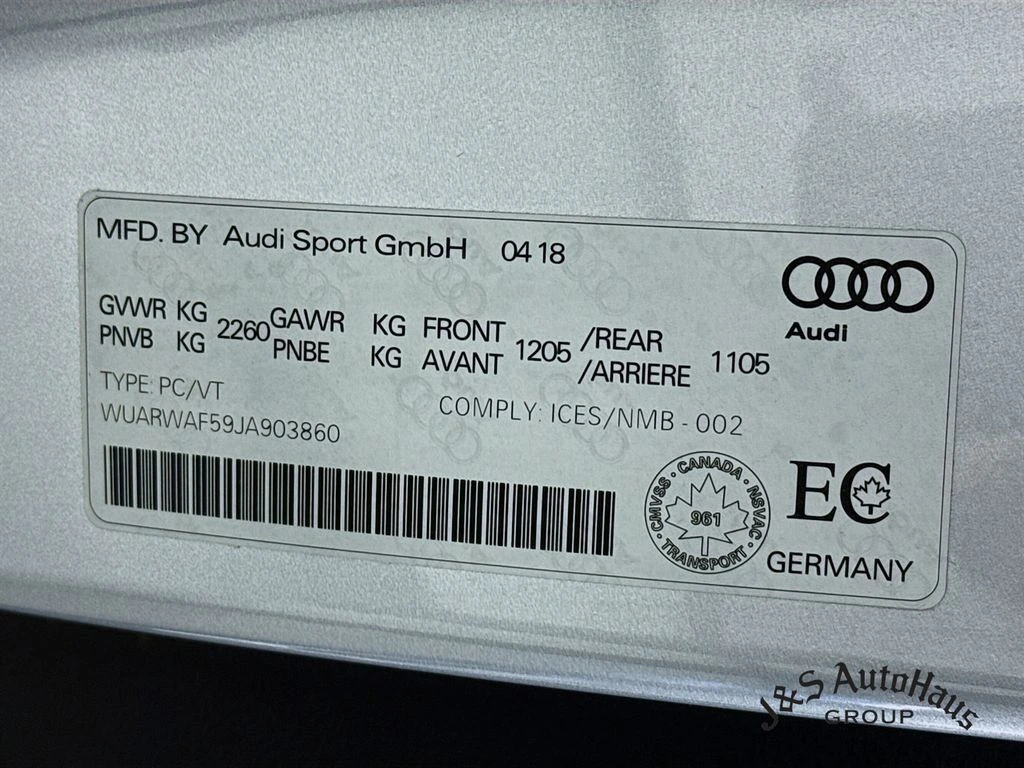 MFD. BY Audi Sport GmbH 04 18
Audi
GVWR KG 2260 GAWR KG FRONT 1205 /REAR 1105
PNVB KG PNBE KG AVANT /ARRIERE
TYPE: PC/VT
COMPLY: ICES/NMB - 002
WUARWAF59JA903860
CMVSS · CANADA · NSVAC · TRANSPORT ·
961
EC
GERMANY
J&S AutoHaus
GROUP